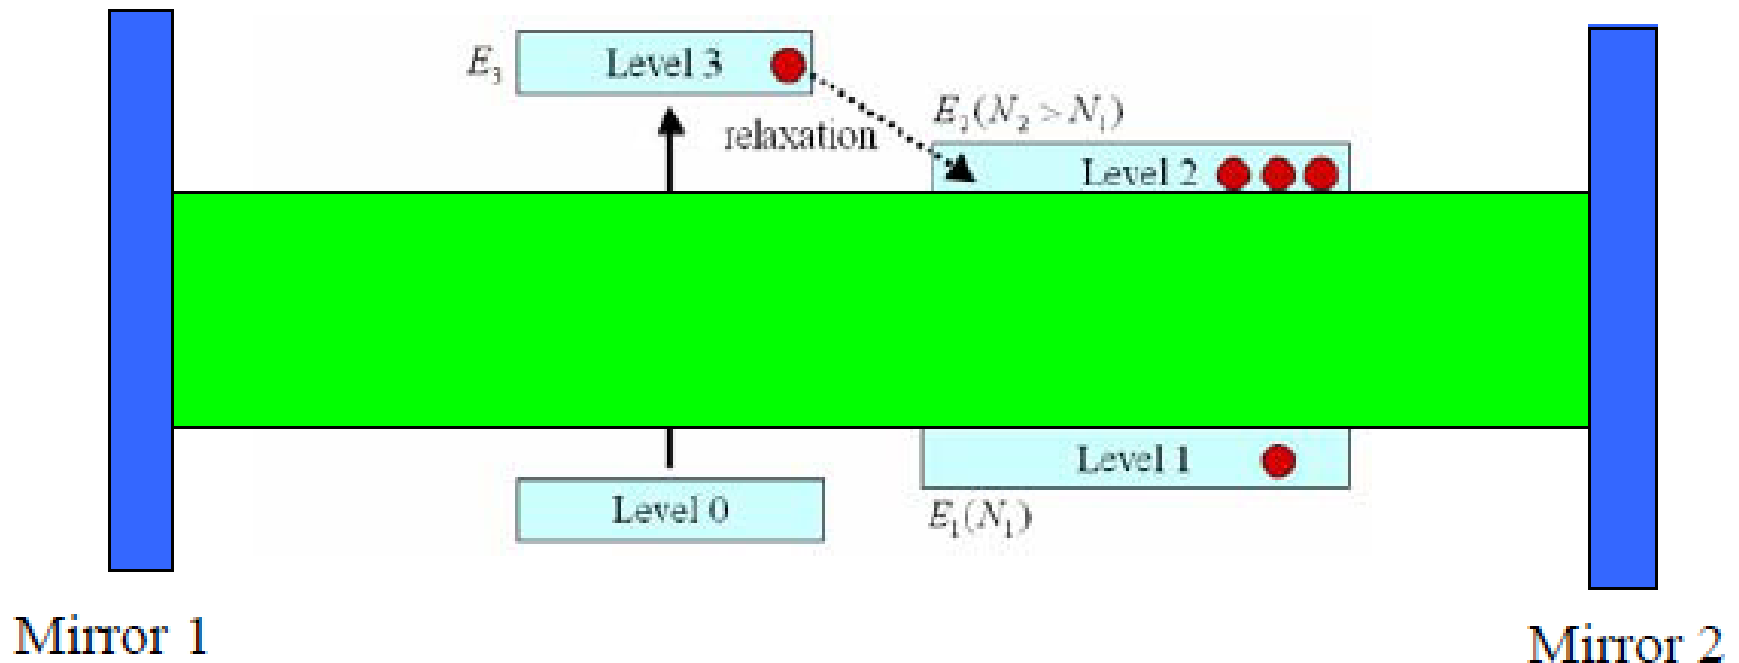 E₃
Level 3
relaxation
E₂(N₂ > N₁)
Level 2
Level 1
E₁(N₁)
Level 0
Mirror 1
Mirror 2